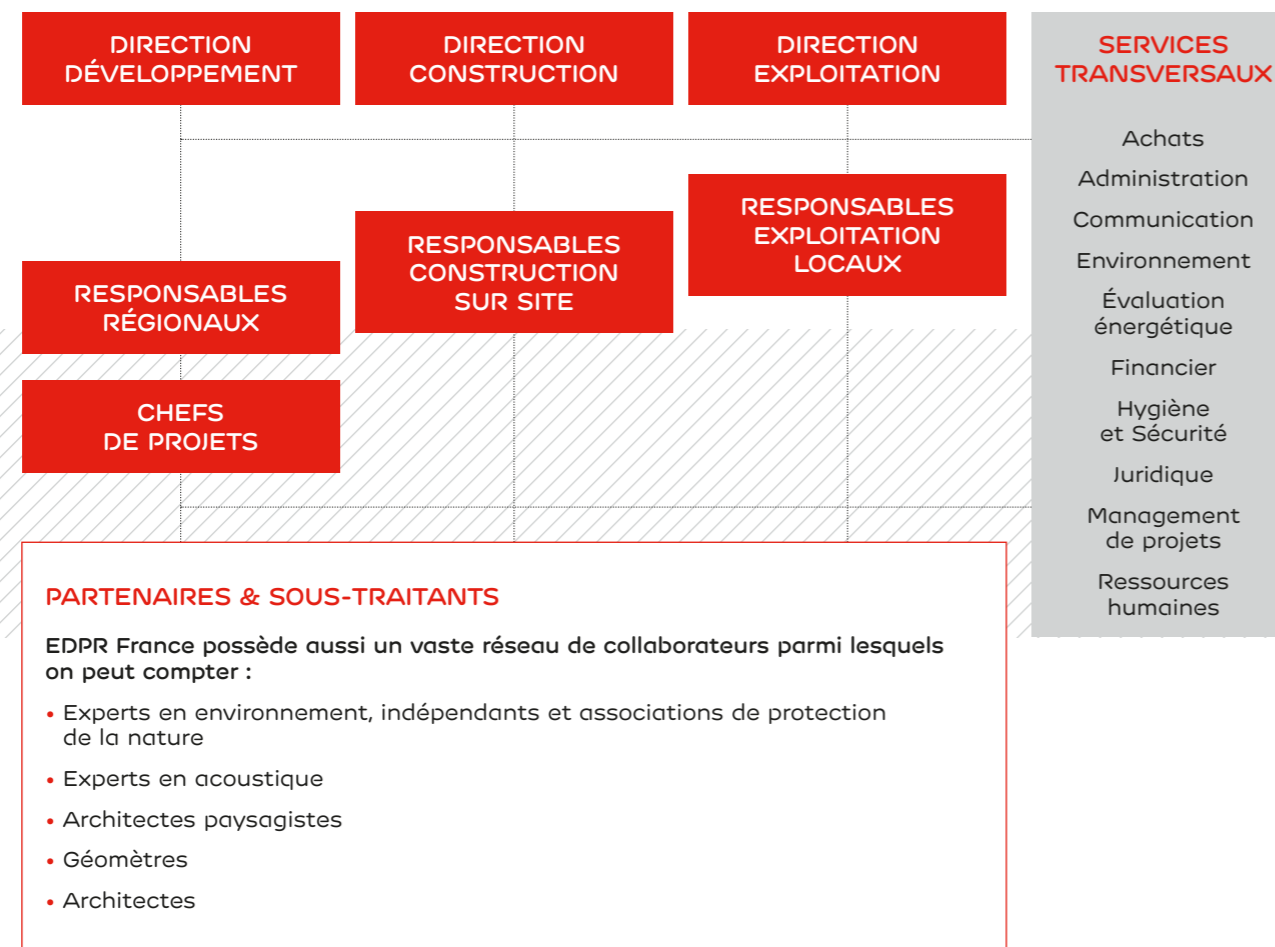 DIRECTION
DÉVELOPPEMENT
DIRECTION
CONSTRUCTION
DIRECTION
EXPLOITATION
RESPONSABLES
RÉGIONAUX
CHEFS
DE PROJETS
RESPONSABLES
CONSTRUCTION
SUR SITE
RESPONSABLES
EXPLOITATION
LOCAUX
SERVICES
TRANSVERSAUX
Achats
Administration
Communication
Environnement
Évaluation
énergétique
Financier
Hygiène
et Sécurité
Juridique
Management
de projets
Ressources
humaines
PARTENAIRES & SOUS-TRAITANTS
EDPR France possède aussi un vaste réseau de collaborateurs parmi lesquels
on peut compter :
• Experts en environnement, indépendants et associations de protection
de la nature
• Experts en acoustique
• Architectes paysagistes
• Géomètres
• Architectes